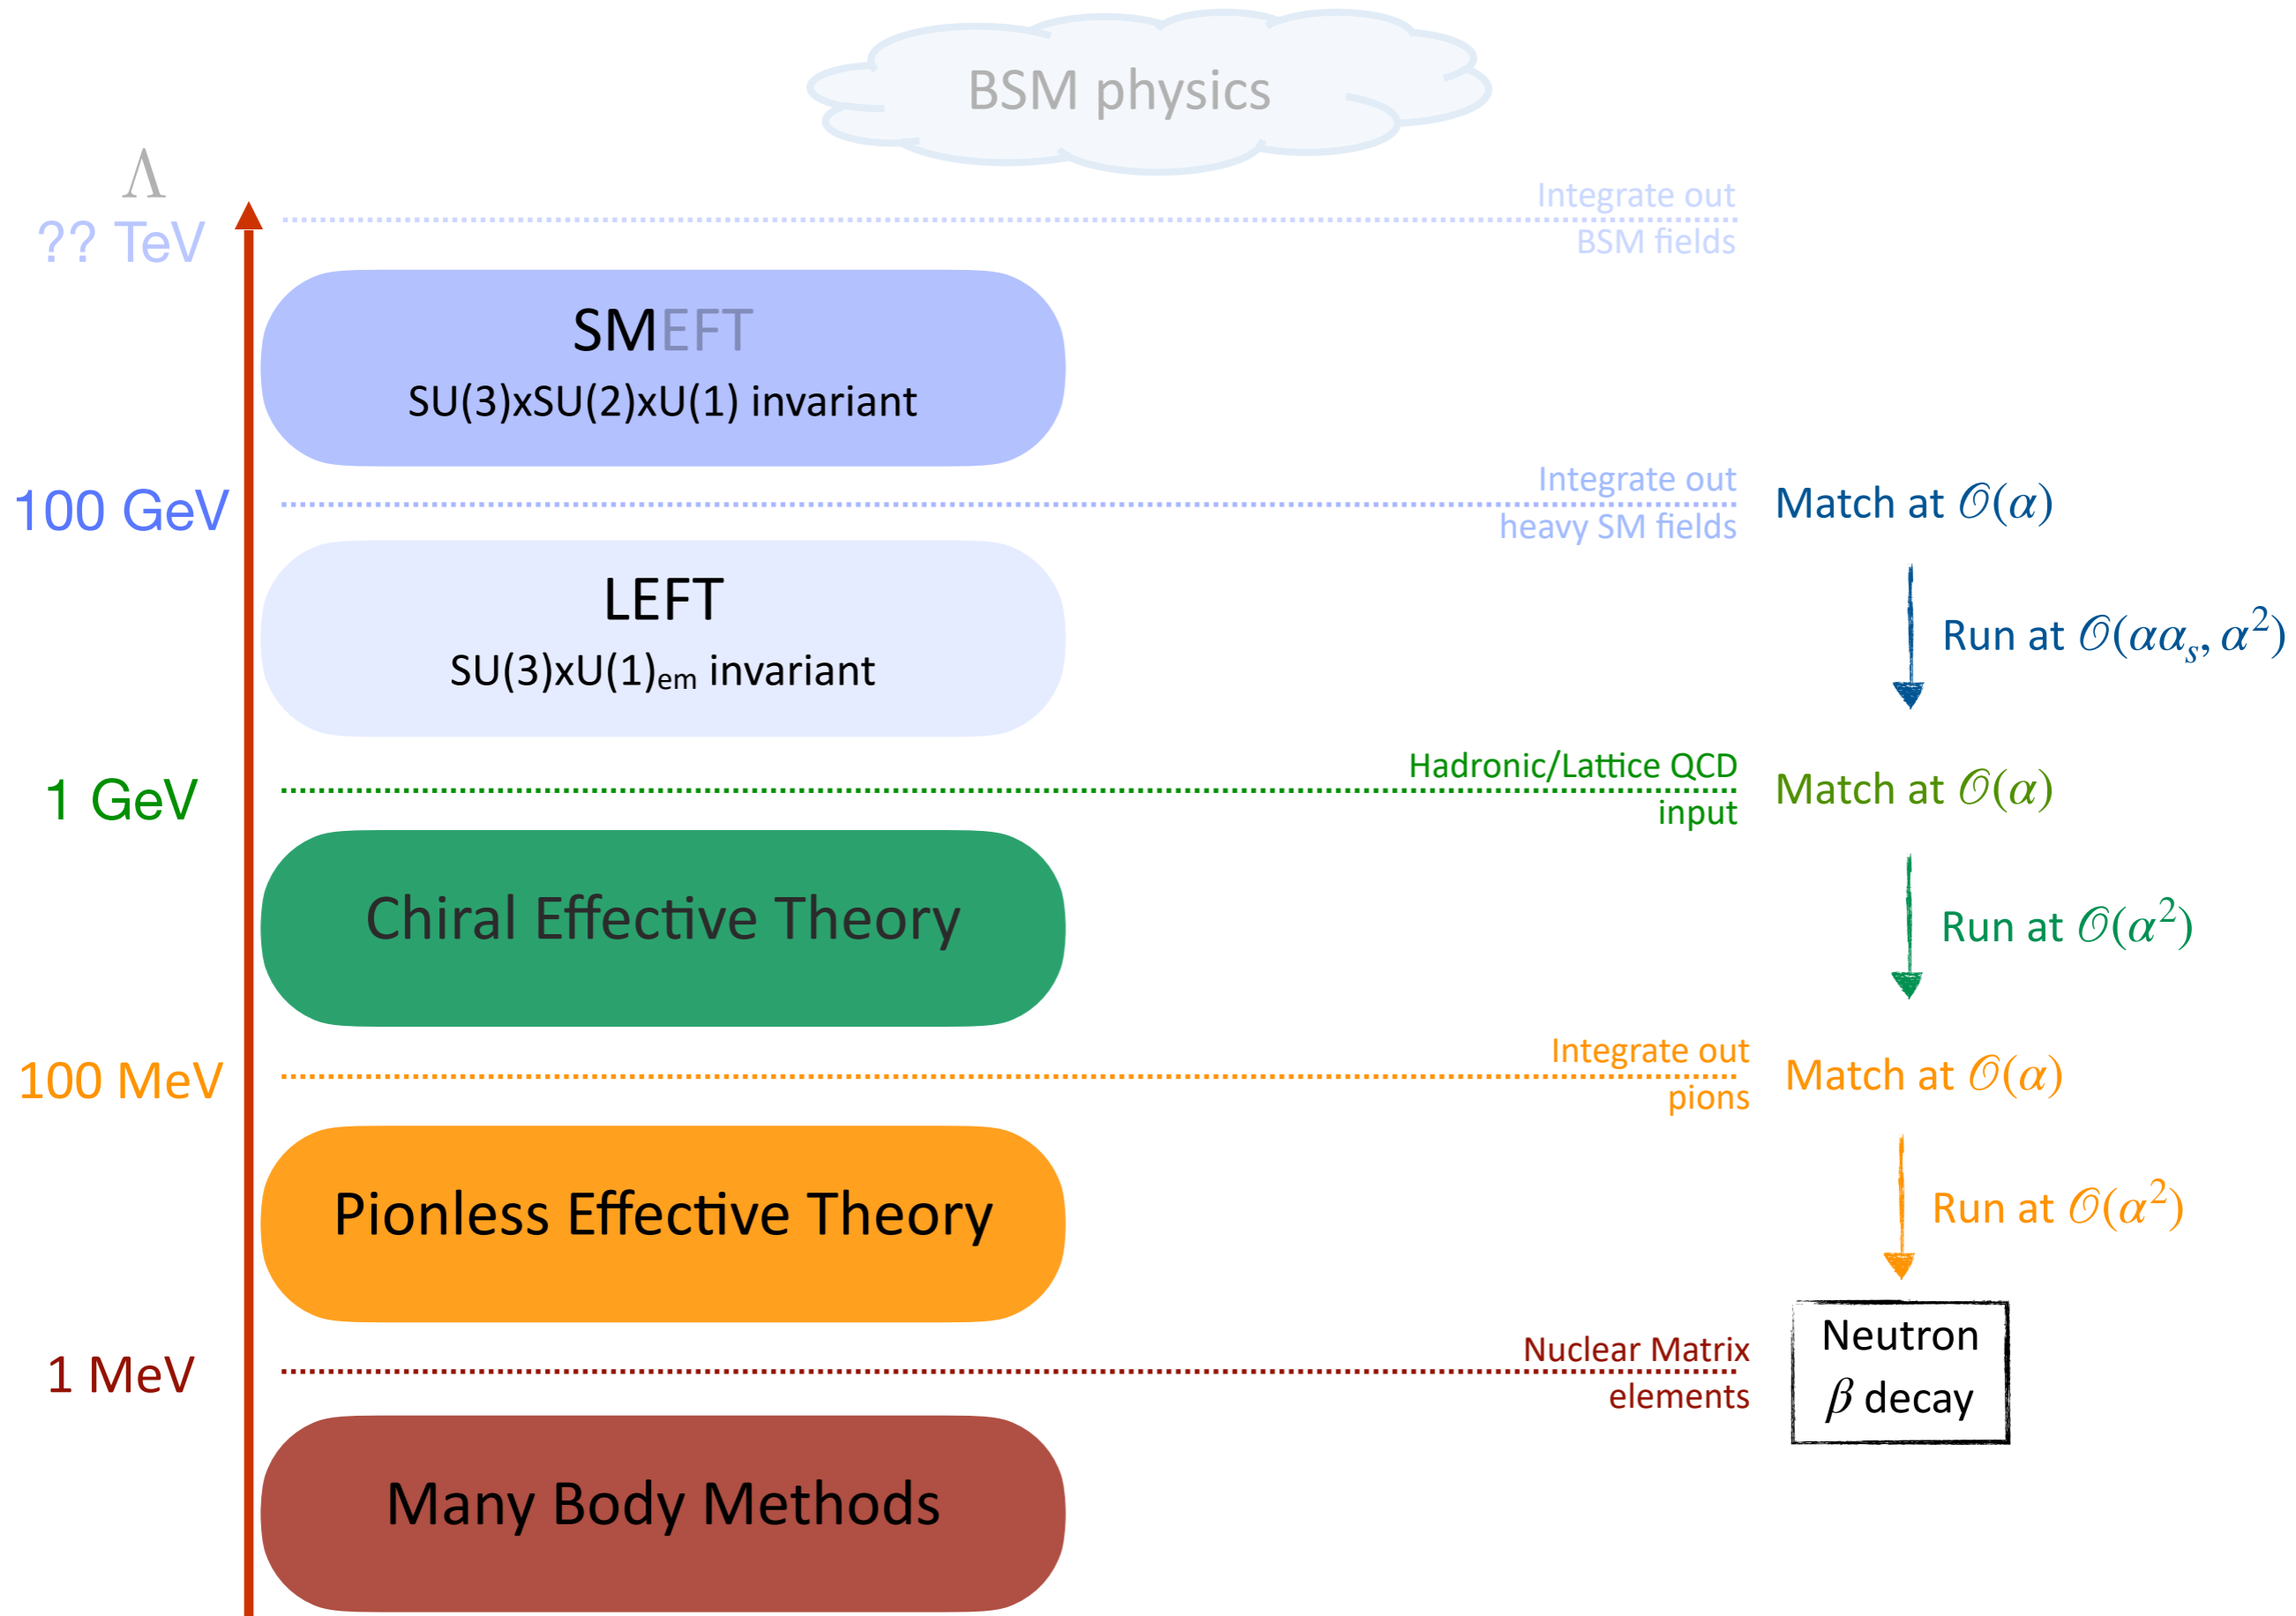 BSM physics
Λ
?? TeV
Integrate out
BSM fields
SMEFT
SU(3)xSU(2)xU(1) invariant
100 GeV
Integrate out
heavy SM fields
Match at 𝒪(α)
LEFT
SU(3)xU(1)ₑₘ invariant
Run at 𝒪(ααₛ, α²)
1 GeV
Hadronic/Lattice QCD
input
Match at 𝒪(α)
Chiral Effective Theory
Run at 𝒪(α²)
100 MeV
Integrate out
pions
Match at 𝒪(α)
Pionless Effective Theory
Run at 𝒪(α²)
1 MeV
Nuclear Matrix
elements
Neutron
β decay
Many Body Methods